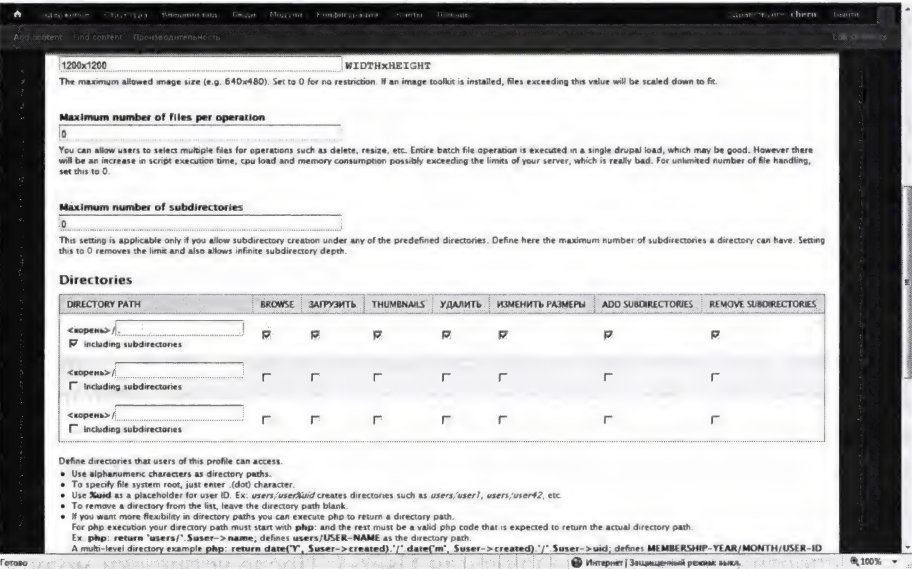 Структура
Модули
Конфигурация
chern
Add content Find content Производительность
1200x1200 WIDTHxHEIGHT
The maximum allowed image size (e.g. 640x480). Set to 0 for no restriction. If an image toolkit is installed, files exceeding this value will be scaled down to fit.
Maximum number of files per operation
0
You can allow users to select multiple files for operations such as delete, resize, etc. Entire batch file operation is executed in a single drupal load, which may be good. However there
will be an increase in script execution time, cpu load and memory consumption possibly exceeding the limits of your server, which is really bad. For unlimited number of file handling,
set this to 0.
Maximum number of subdirectories
0
This setting is applicable only if you allow subdirectory creation under any of the predefined directories. Define here the maximum number of subdirectories a directory can have. Setting
this to 0 removes the limit and also allows infinite subdirectory depth.
Directories
DIRECTORY PATH BROWSE ЗАГРУЗИТЬ THUMBNAILS УДАЛИТЬ ИЗМЕНИТЬ РАЗМЕРЫ ADD SUBDIRECTORIES REMOVE SUBDIRECTORIES
<корень>/ .
including subdirectories
<корень>/
including subdirectories
<корень>/
including subdirectories
Define directories that users of this profile can access.
• Use alphanumeric characters as directory paths.
• To specify file system root, just enter .(dot) character.
• Use %uid as a placeholder for user ID. Ex: users/user%uid creates directories such as users/user1, users/user42, etc.
• To remove a directory from the list, leave the directory path blank.
• If you want more flexibility in directory paths you can execute php to return a directory path.
For php execution your directory path must start with php: and the rest must be a valid php code that is expected to return the actual directory path.
Ex. php: return 'users/'.$user->name; defines users/USER-NAME as the directory path.
A multi-level directory example php: return date('Y', $user->created).'/'.date('m', $user->created).'/'.$user->uid; defines MEMBERSHIP-YEAR/MONTH/USER-ID
Готово Интернет | Защищенный режим: выкл. 100%